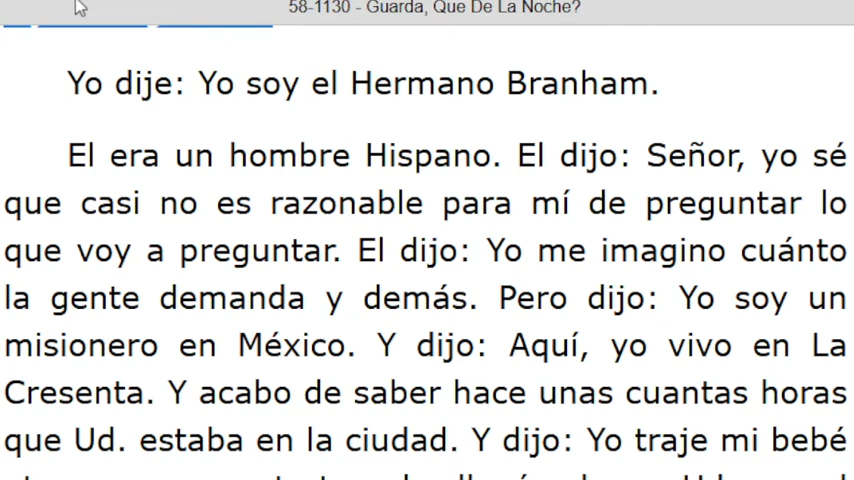 58-1130 - Guarda, Que De La Noche?
Yo dije: Yo soy el Hermano Branham.
El era un hombre Hispano. El dijo: Señor, yo sé
que casi no es razonable para mí de preguntar lo
que voy a preguntar. El dijo: Yo me imagino cuánto
la gente demanda y demás. Pero dijo: Yo soy un
misionero en México. Y dijo: Aquí, yo vivo en La
Cresenta. Y acabo de saber hace unas cuantas horas
que Ud. estaba en la ciudad. Y dijo: Yo traje mi bebé